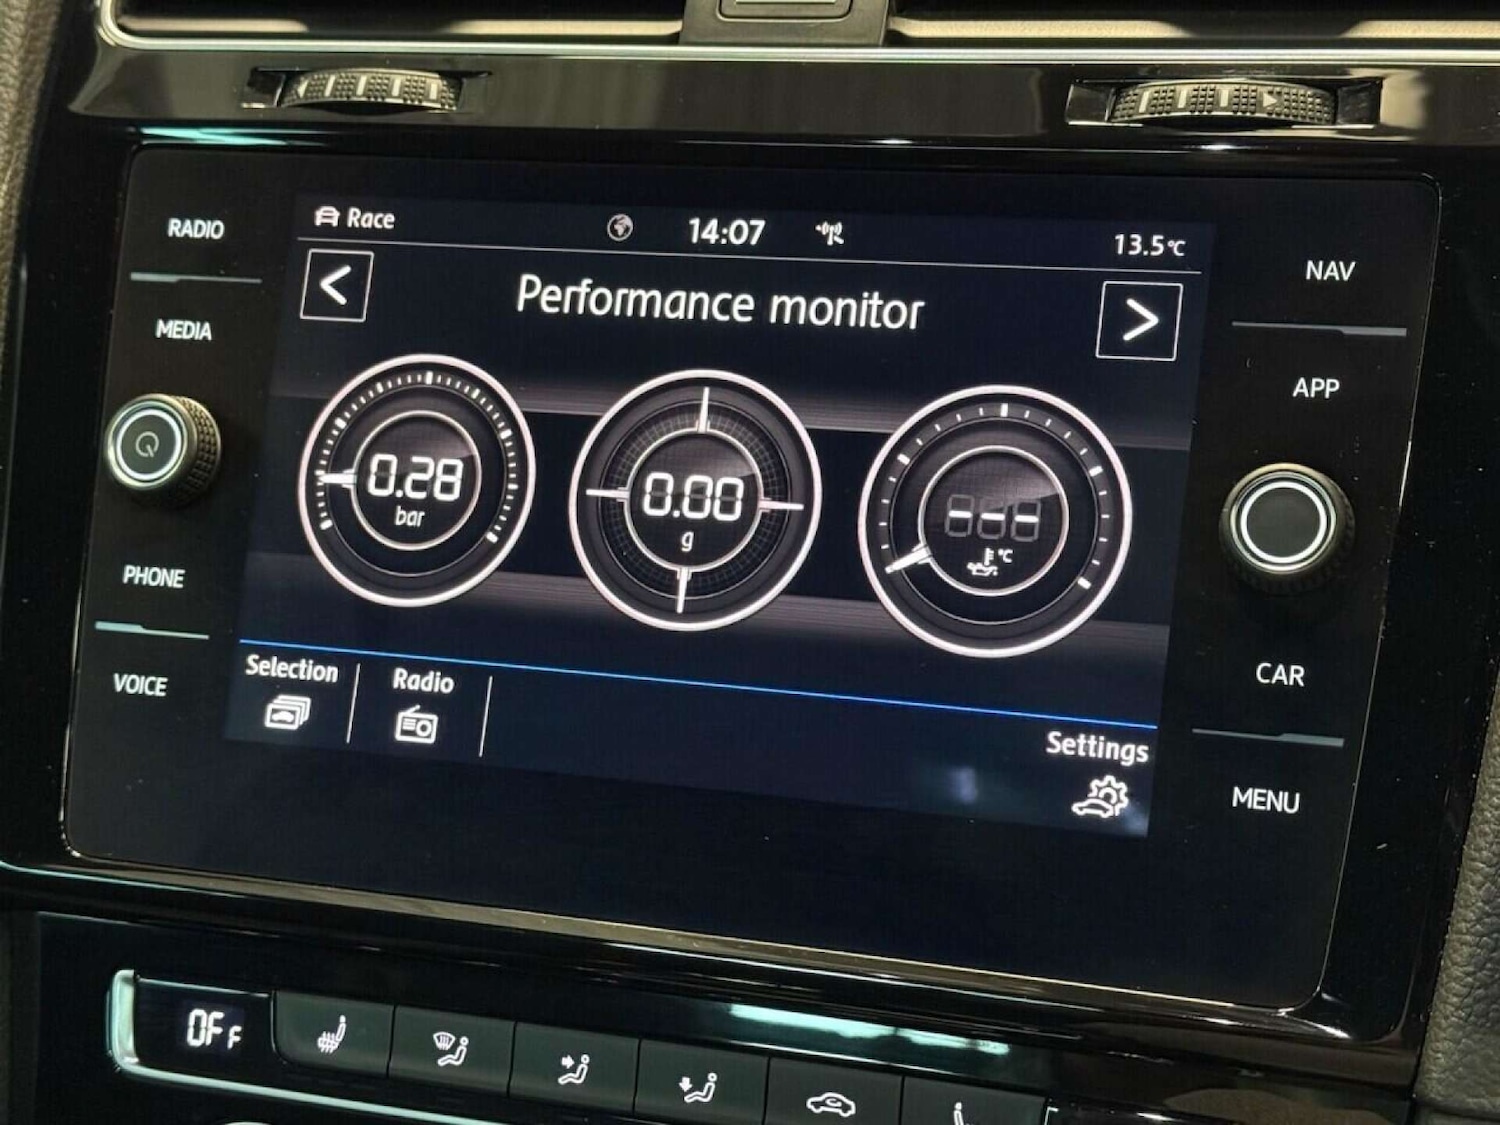 RADIO
MEDIA
PHONE
VOICE
Race
14:07
13.5°C
<
Performance monitor
>
0.28
bar
0.00
g
---
°C
Selection
Radio
Settings
NAV
APP
CAR
MENU
OFF